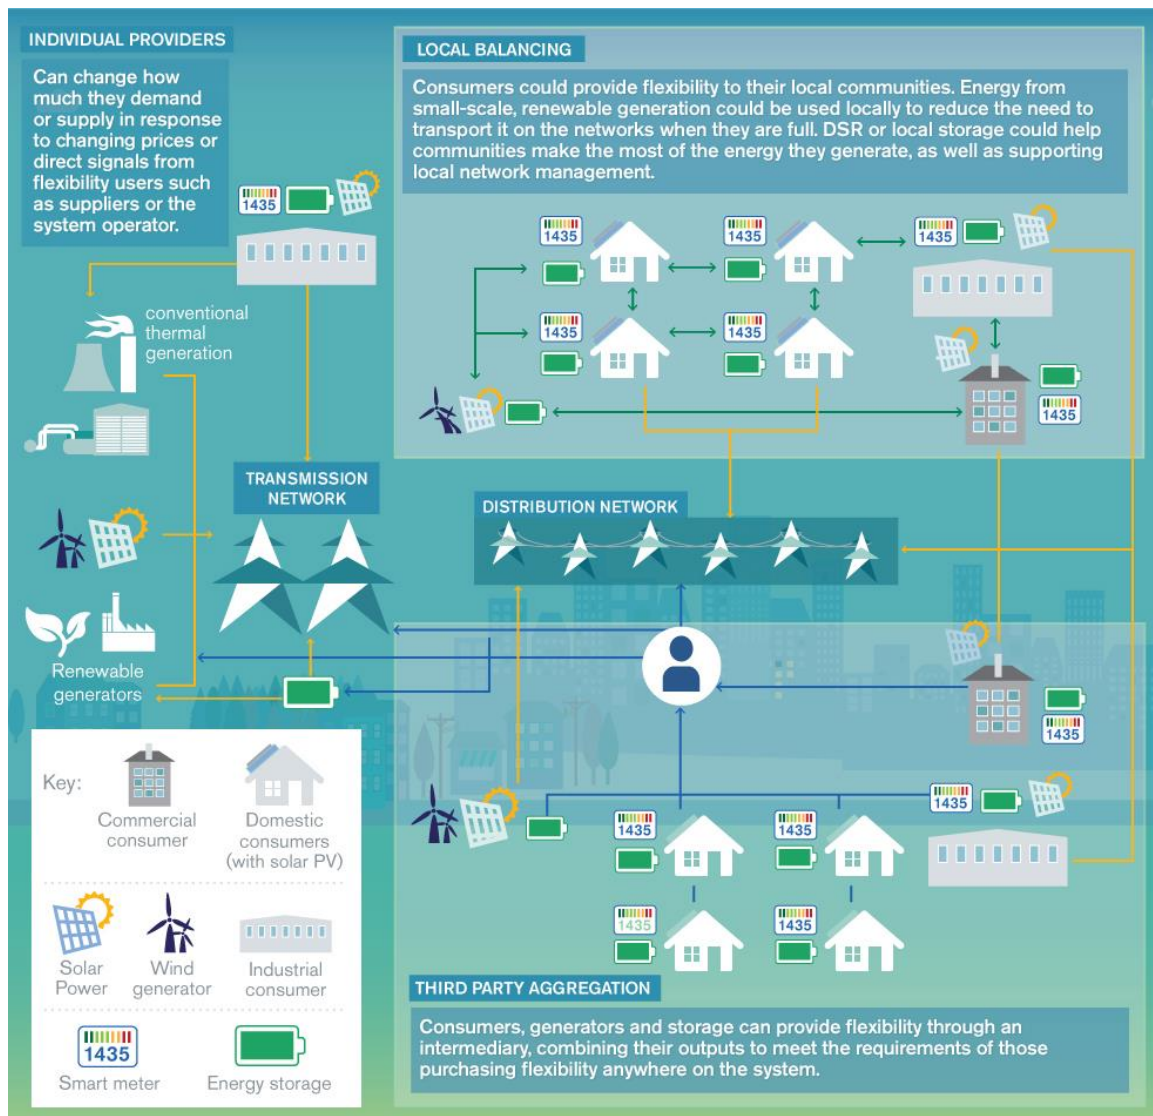 INDIVIDUAL PROVIDERS
Can change how
much they demand
or supply in response
to changing prices or
direct signals from
flexibility users such
as suppliers or the
system operator.
1435
LOCAL BALANCING
Consumers could provide flexibility to their local communities. Energy from
small-scale, renewable generation could be used locally to reduce the need to
transport it on the networks when they are full. DSR or local storage could help
communities make the most of the energy they generate, as well as supporting
local network management.
1435
1435
1435
1435
1435
1435
conventional
thermal
generation
TRANSMISSION
NETWORK
DISTRIBUTION NETWORK
Renewable
generators
1435
1435
1435
1435
1435
1435
THIRD PARTY AGGREGATION
Consumers, generators and storage can provide flexibility through an
intermediary, combining their outputs to meet the requirements of those
purchasing flexibility anywhere on the system.
Key:
Commercial
consumer
Domestic
consumers
(with solar PV)
Solar
Power
Wind
generator
Industrial
consumer
1435
Smart meter
Energy storage